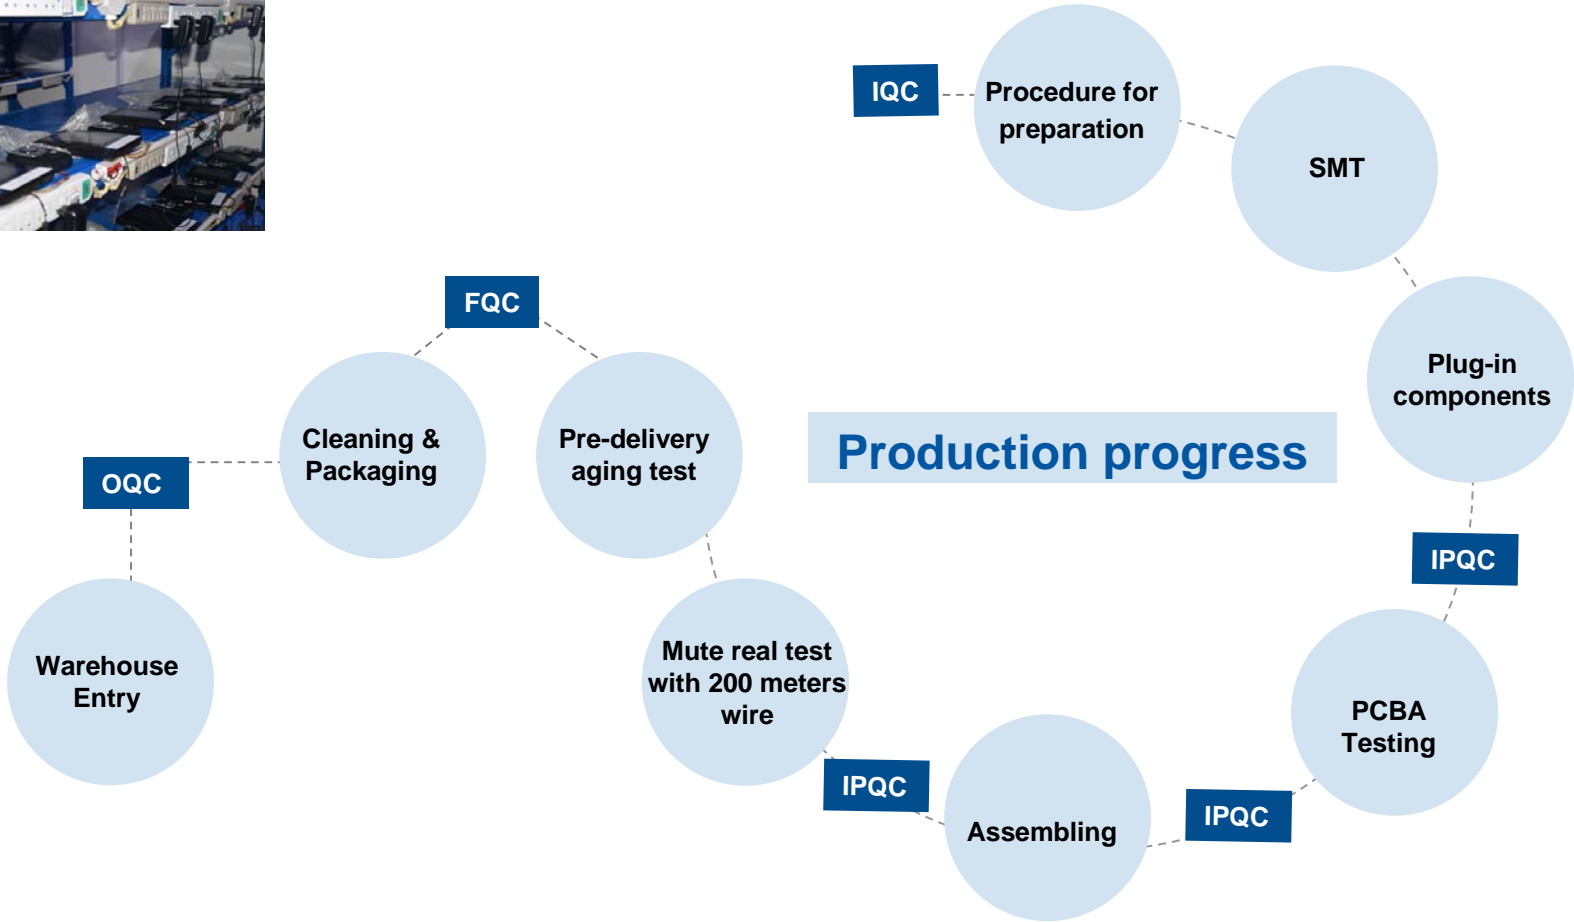 IQC
Procedure for
preparation
SMT
Plug-in
components
IPQC
PCBA
Testing
IPQC
Assembling
IPQC
Mute real test
with 200 meters
wire
Pre-delivery
aging test
FQC
Cleaning &
Packaging
OQC
Warehouse
Entry
Production progress